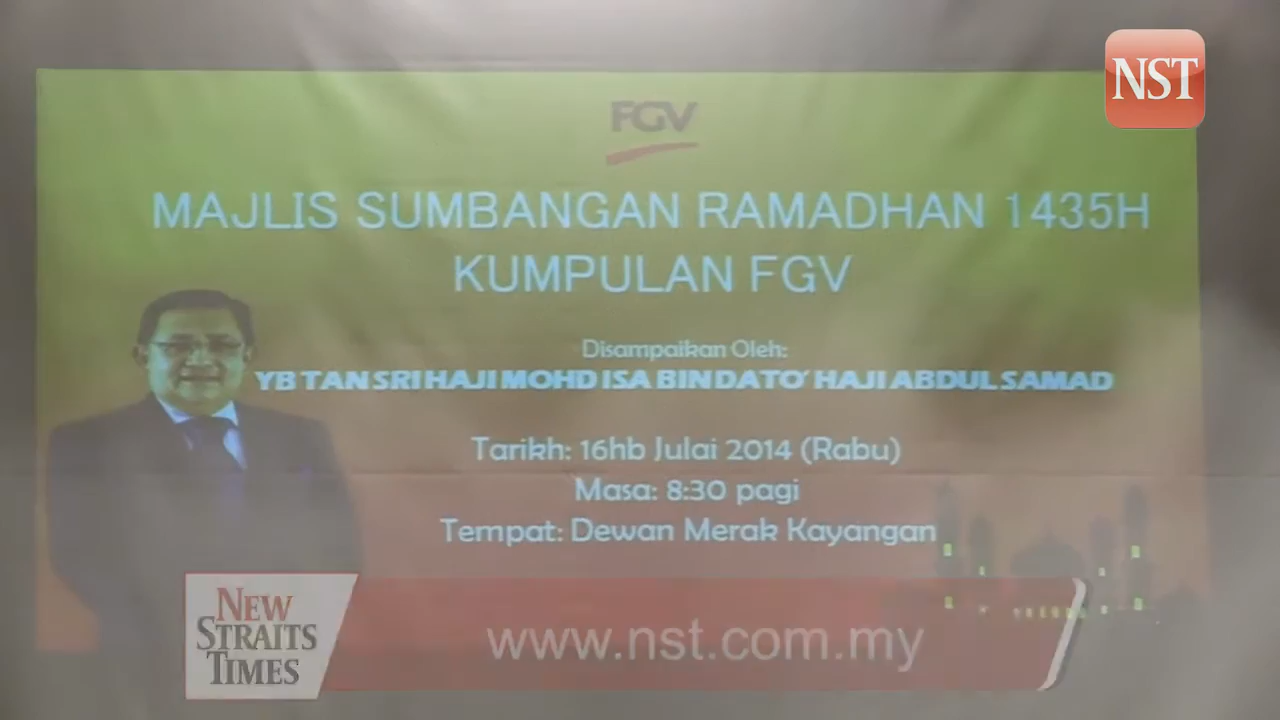 NST
FGV
MAJLIS SUMBANGAN RAMADHAN 1435H
KUMPULAN FGV
Disampaikan Oleh:
YB TAN SRI HAJI MOHD ISA BIN DATO' HAJI ABDUL SAMAD
Tarikh: 16hb Julai 2014 (Rabu)
Masa: 8:30 pagi
Tempat: Dewan Merak Kayangan
NEW
STRAITS
TIMES
www.nst.com.my